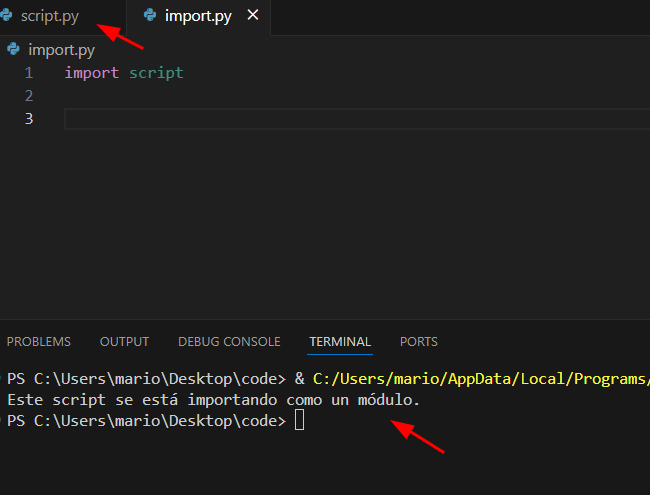 script.py import.py
import.py
1 import script
2
3
PROBLEMS OUTPUT DEBUG CONSOLE TERMINAL PORTS
PS C:\Users\mario\Desktop\code> & C:/Users/mario/AppData/Local/Programs/
Este script se está importando como un módulo.
PS C:\Users\mario\Desktop\code>